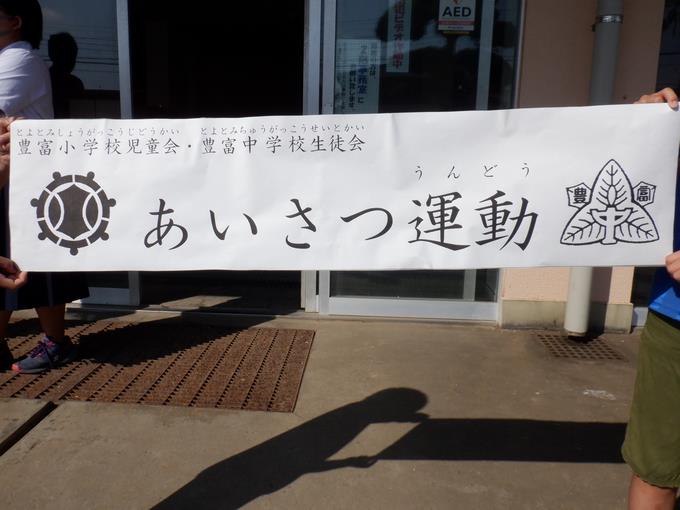 AED
とよとみしょうがっこうじどうかい とよとみちゅうがっこうせいとかい
豊富小学校児童会・豊富中学校生徒会
うんどう
あいさつ運動
豊 中 富